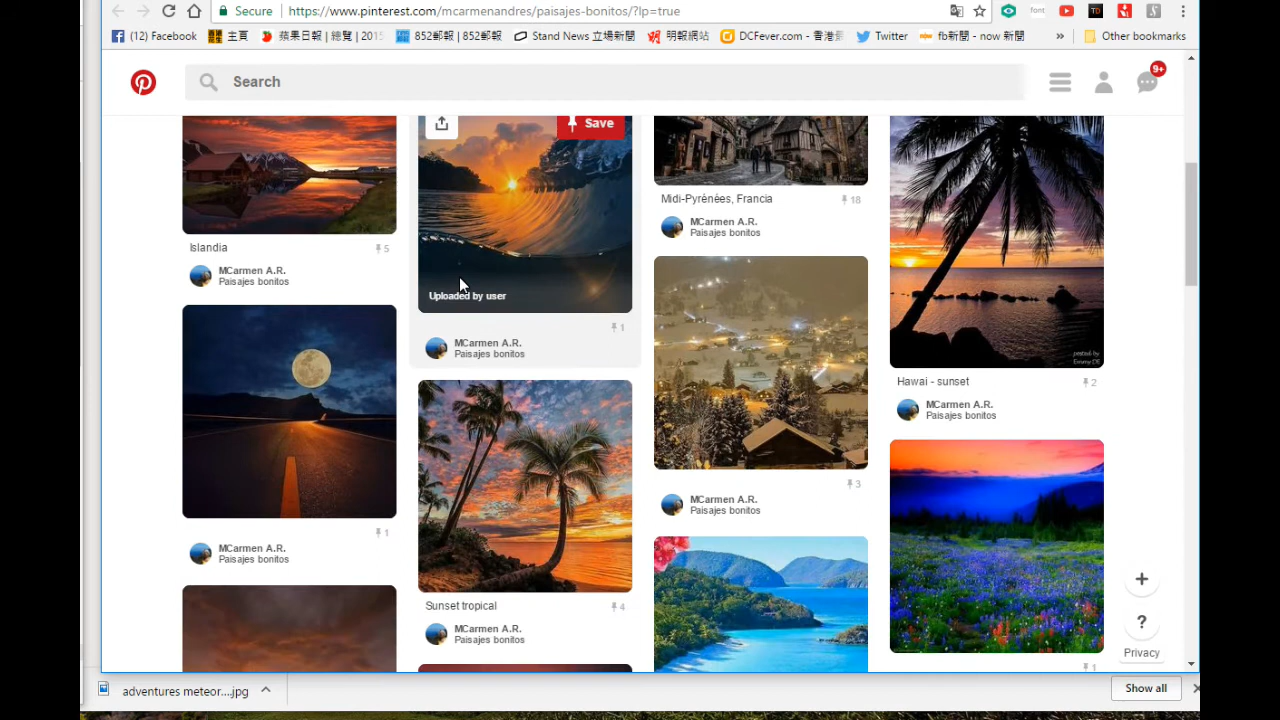 Secure https://www.pinterest.com/mcarmenandres/paisajes-bonitos/?lp=true
(12) Facebook 主頁 蘋果日報 | 總覽 | 2015 852郵報 | 852郵報 Stand News 立場新聞 明報網站 DCFever.com - 香港 Twitter fb新聞 - now 新聞 » Other bookmarks
font
TD
Search
9+
Save
Midi-Pyrénées, Francia 18
MCarmen A.R.
Paisajes bonitos
Islandia 5
MCarmen A.R.
Paisajes bonitos
Uploaded by user
1
MCarmen A.R.
Paisajes bonitos
posted by
Hawai - sunset 2
MCarmen A.R.
Paisajes bonitos
3
MCarmen A.R.
Paisajes bonitos
1
MCarmen A.R.
Paisajes bonitos
Sunset tropical 4
MCarmen A.R.
Paisajes bonitos
+
?
Privacy
1
adventures meteor....jpg
Show all